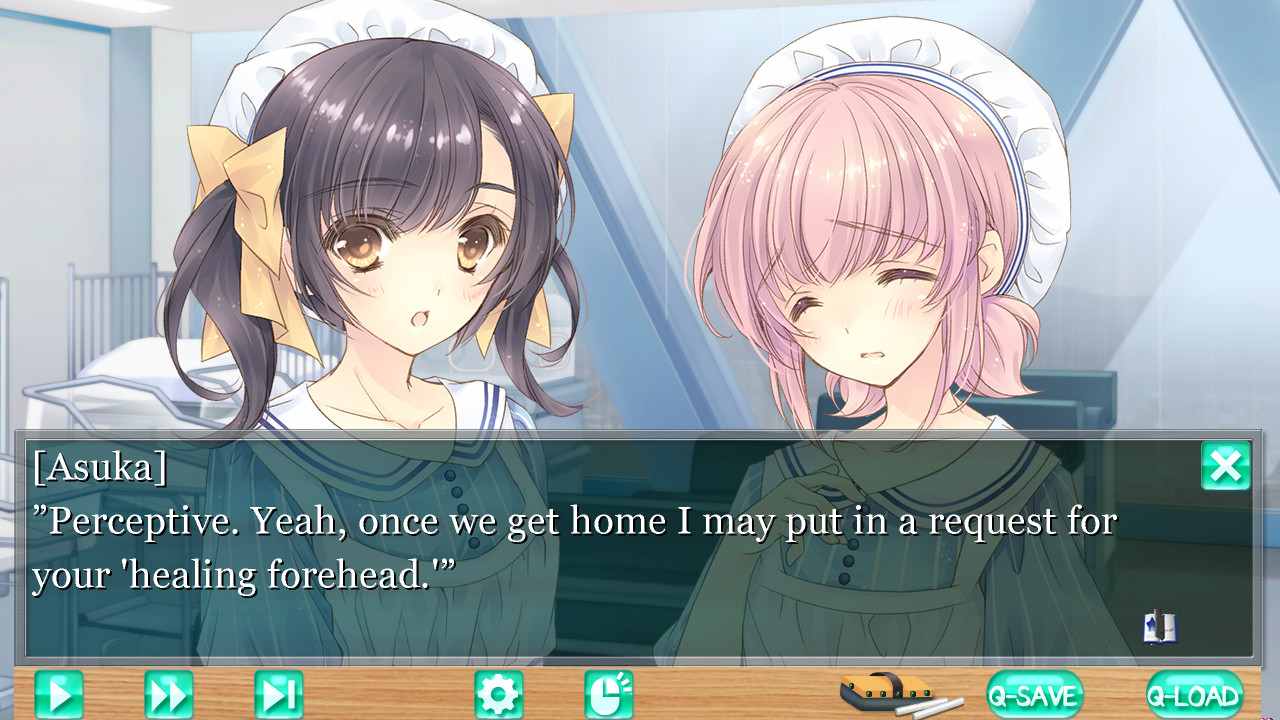 [Asuka]
”Perceptive. Yeah, once we get home I may put in a request for
your 'healing forehead.'”
Q-SAVE
Q-LOAD